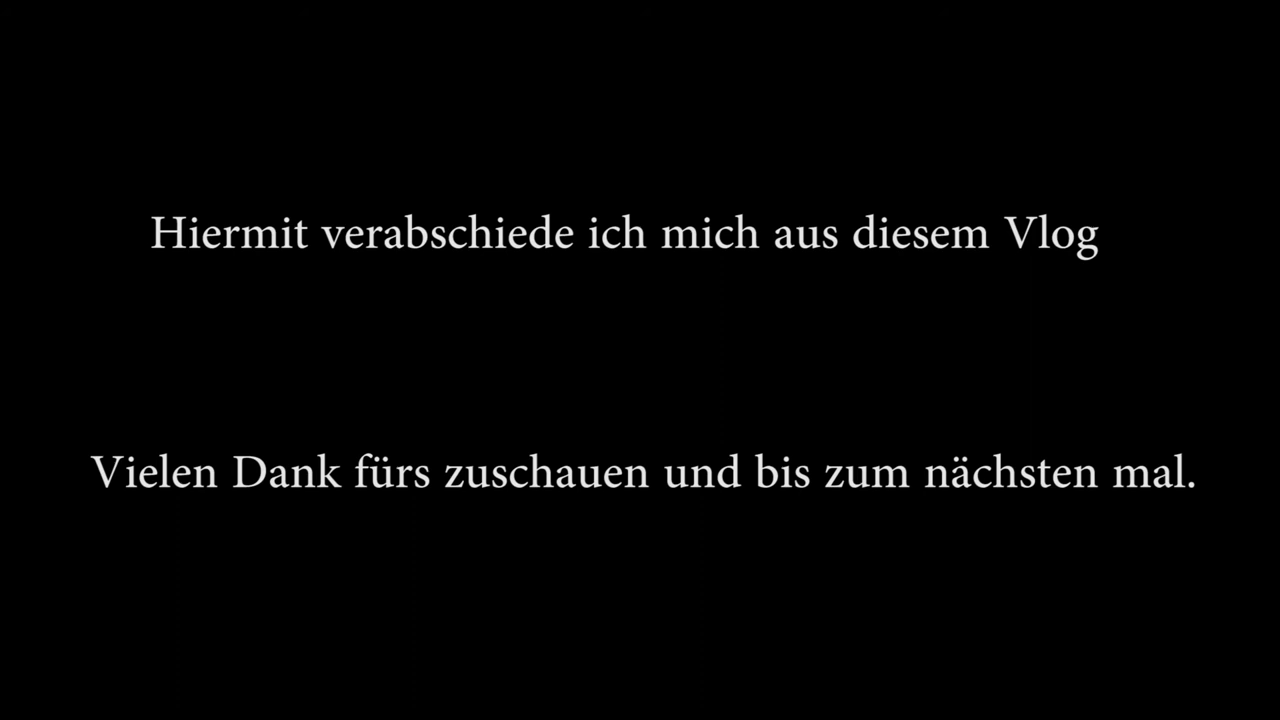 Hiermit verabschiede ich mich aus diesem Vlog
Vielen Dank fürs zuschauen und bis zum nächsten mal.